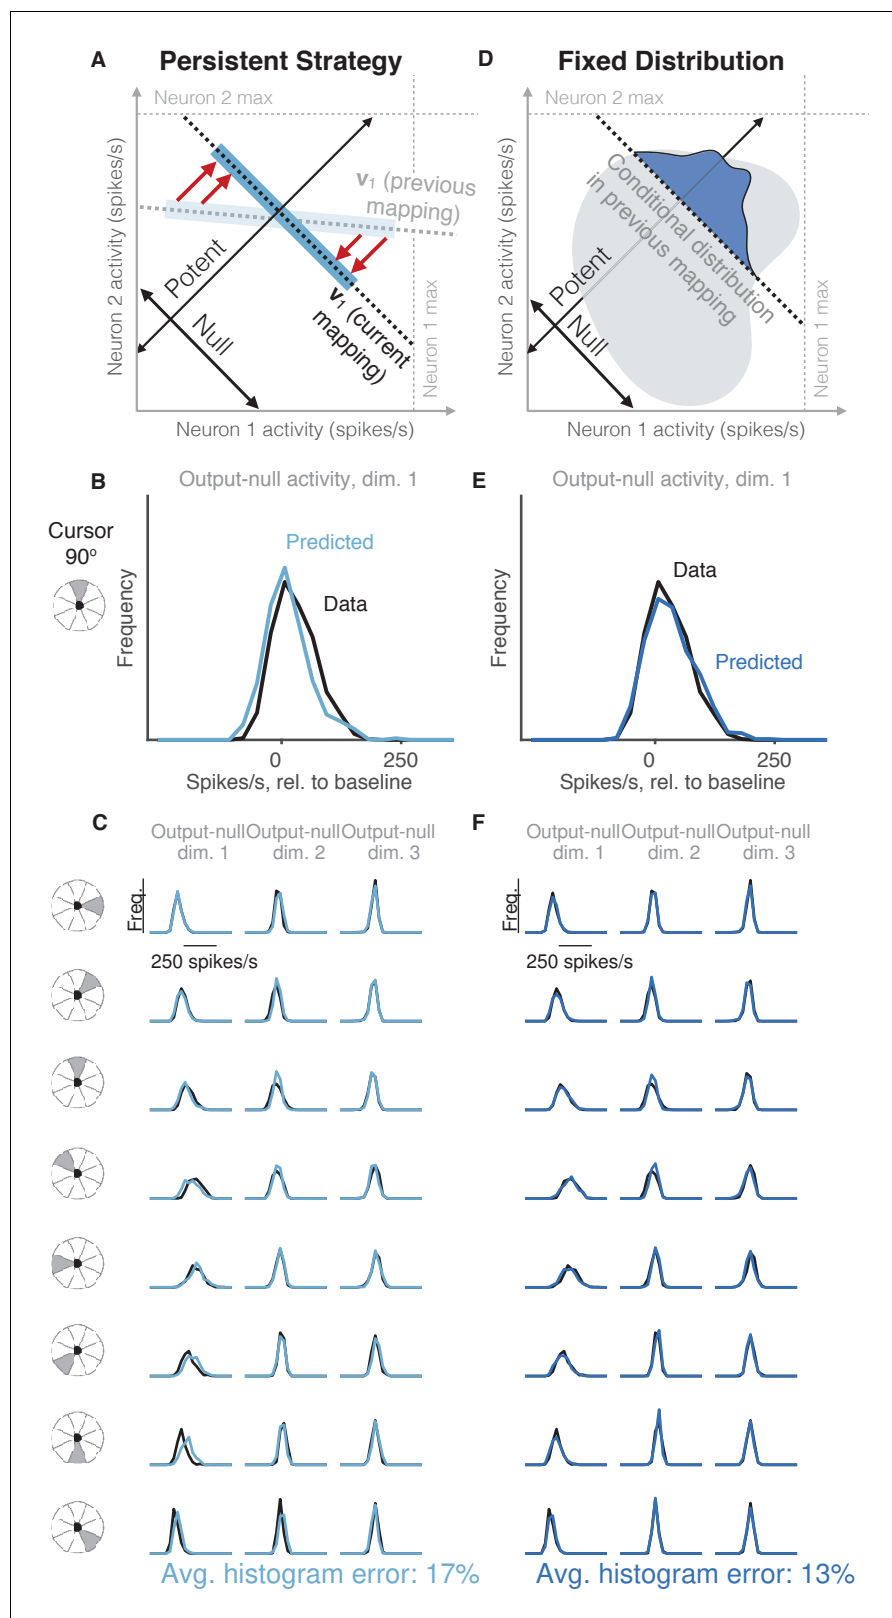 A
Persistent Strategy
Neuron 2 max
v1 (previous
mapping)
Potent
Null
v1 (current
mapping)
Neuron 1 max
Neuron 2 activity (spikes/s)
Neuron 1 activity (spikes/s)
D
Fixed Distribution
Neuron 2 max
Conditional distribution
in previous mapping
Potent
Null
Neuron 1 max
Neuron 2 activity (spikes/s)
Neuron 1 activity (spikes/s)
B
Output-null activity, dim. 1
Cursor
90º
Predicted
Data
Frequency
0
250
Spikes/s, rel. to baseline
E
Output-null activity, dim. 1
Data
Predicted
Frequency
0
250
Spikes/s, rel. to baseline
C
Output-null
dim. 1
Output-null
dim. 2
Output-null
dim. 3
Freq.
250 spikes/s
Avg. histogram error: 17%
F
Output-null
dim. 1
Output-null
dim. 2
Output-null
dim. 3
Freq.
250 spikes/s
Avg. histogram error: 13%